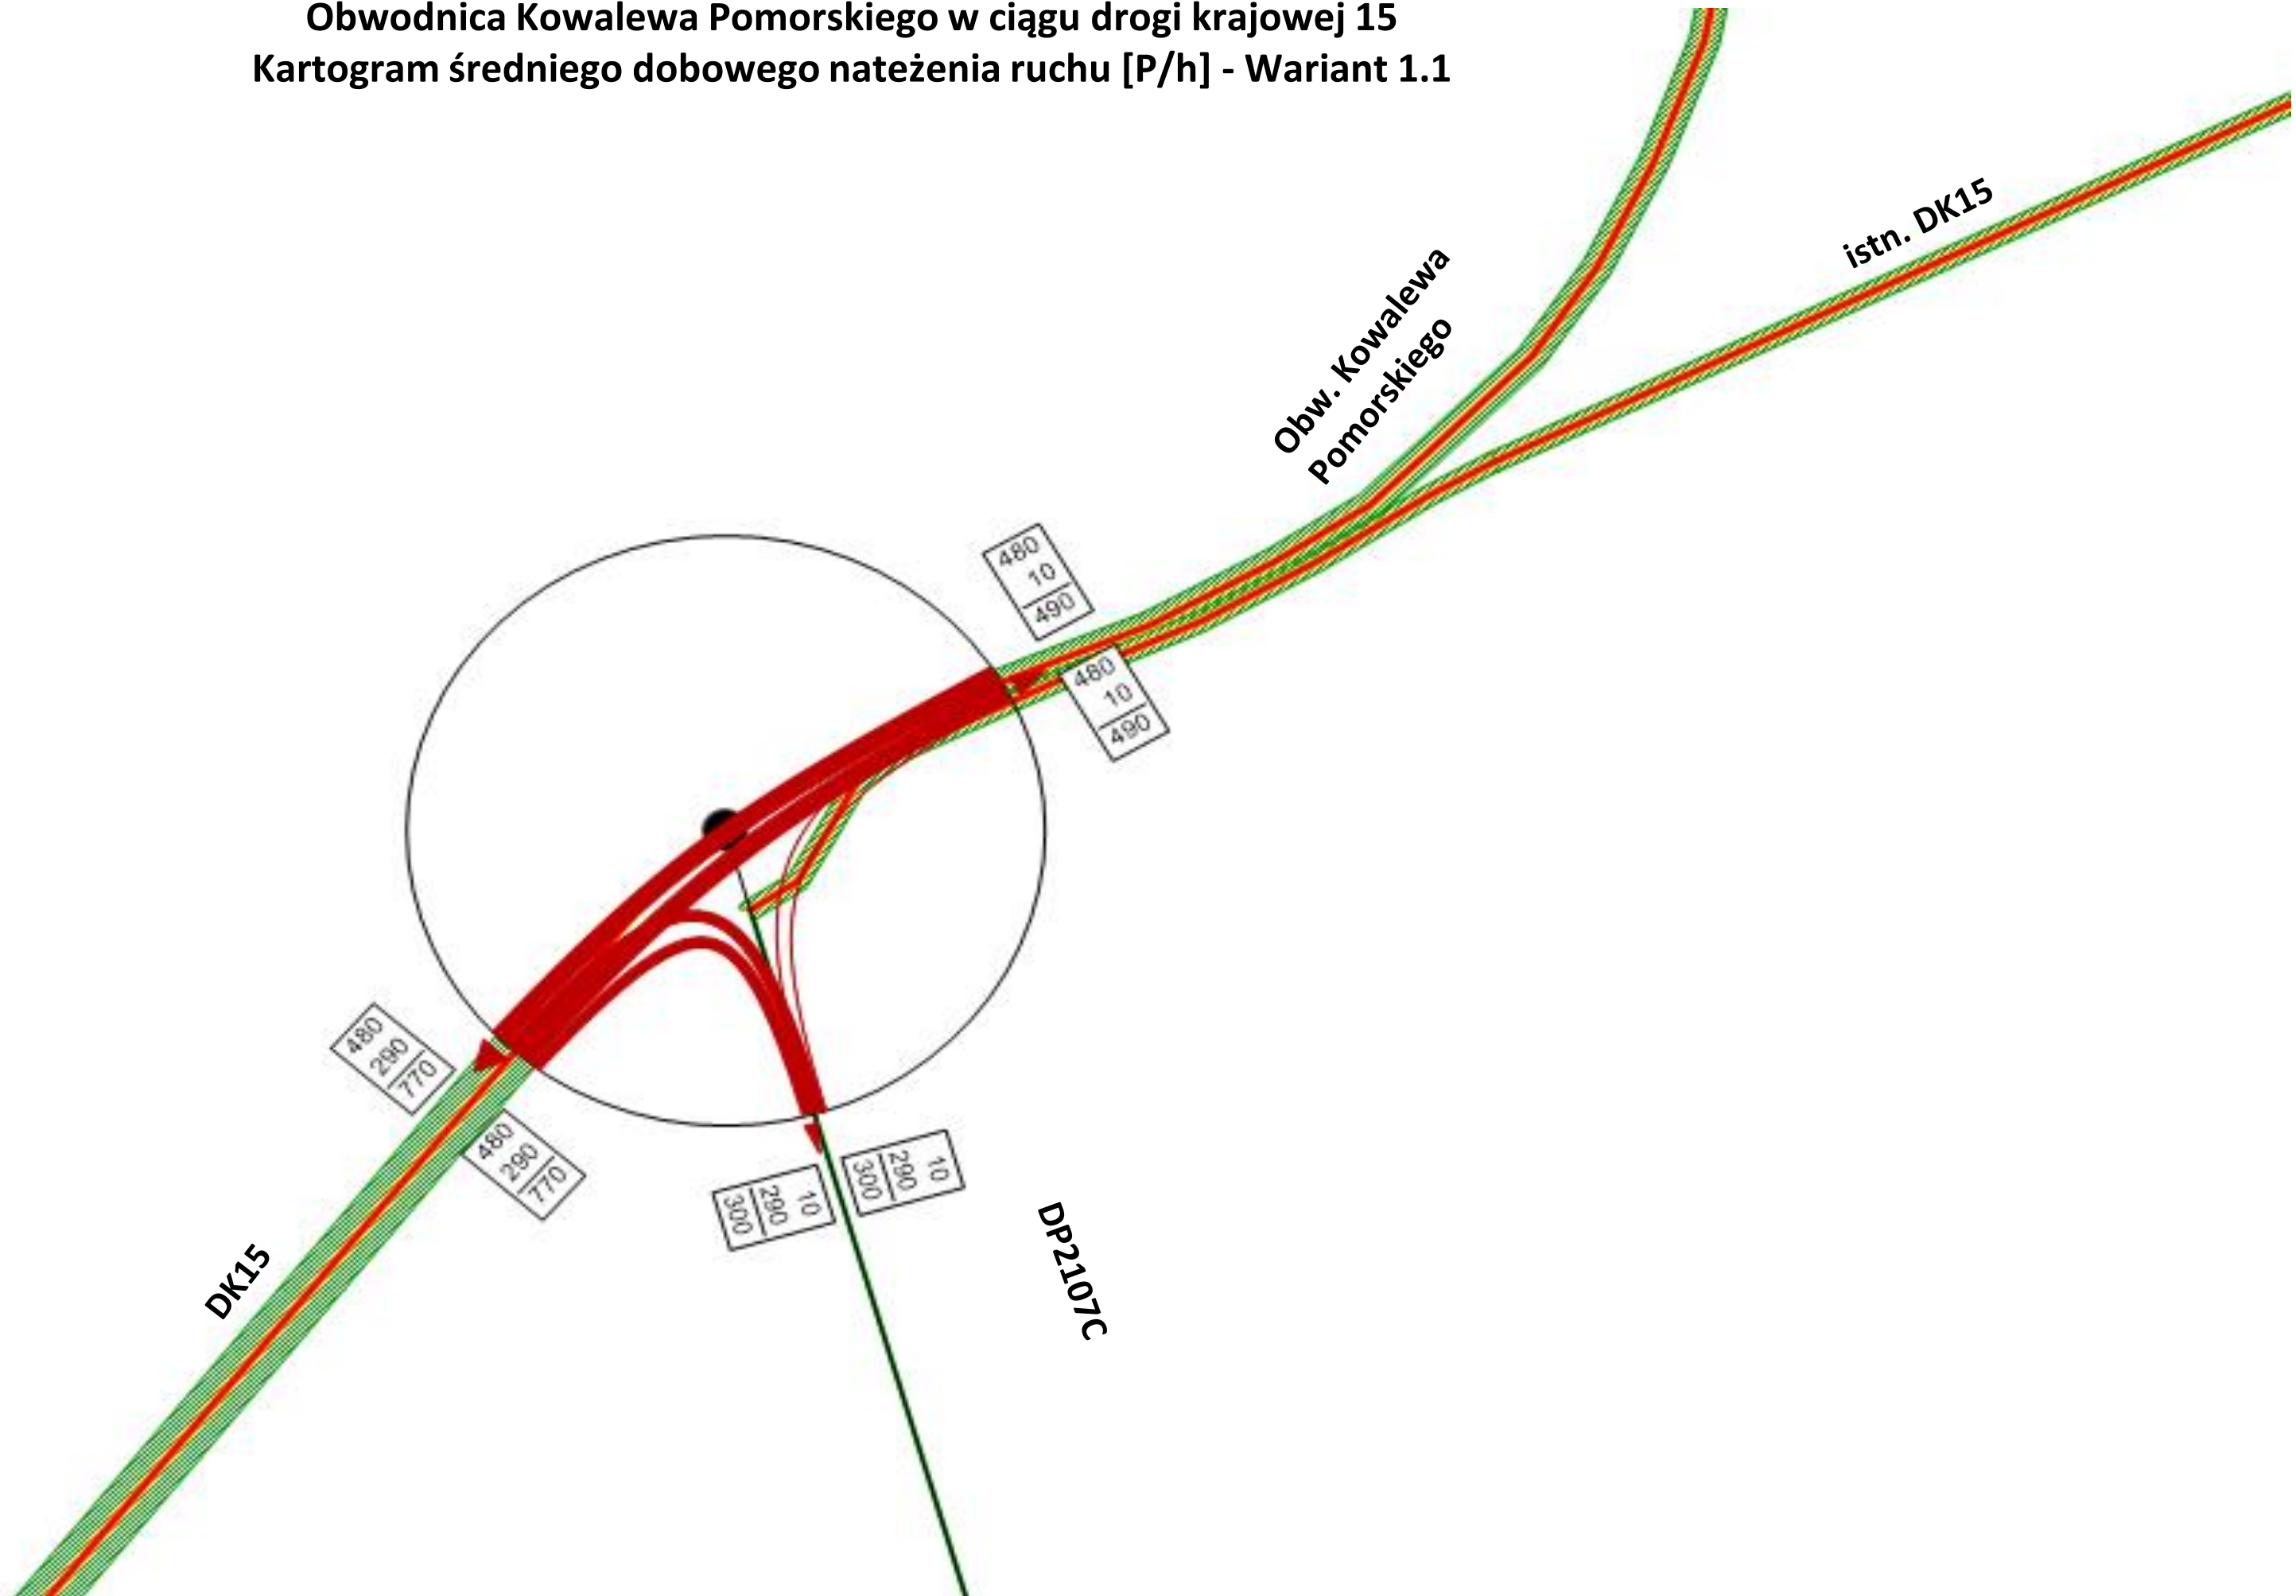 Obwodnica Kowalewa Pomorskiego w ciągu drogi krajowej 15
Kartogram średniego dobowego nateżenia ruchu [P/h] - Wariant 1.1
istn. DK15
Obw. Kowalewa
Pomorskiego
480
10
490
480
10
490
480
290
770
480
290
770
10
290
300
10
290
300
DK15
DP2107C